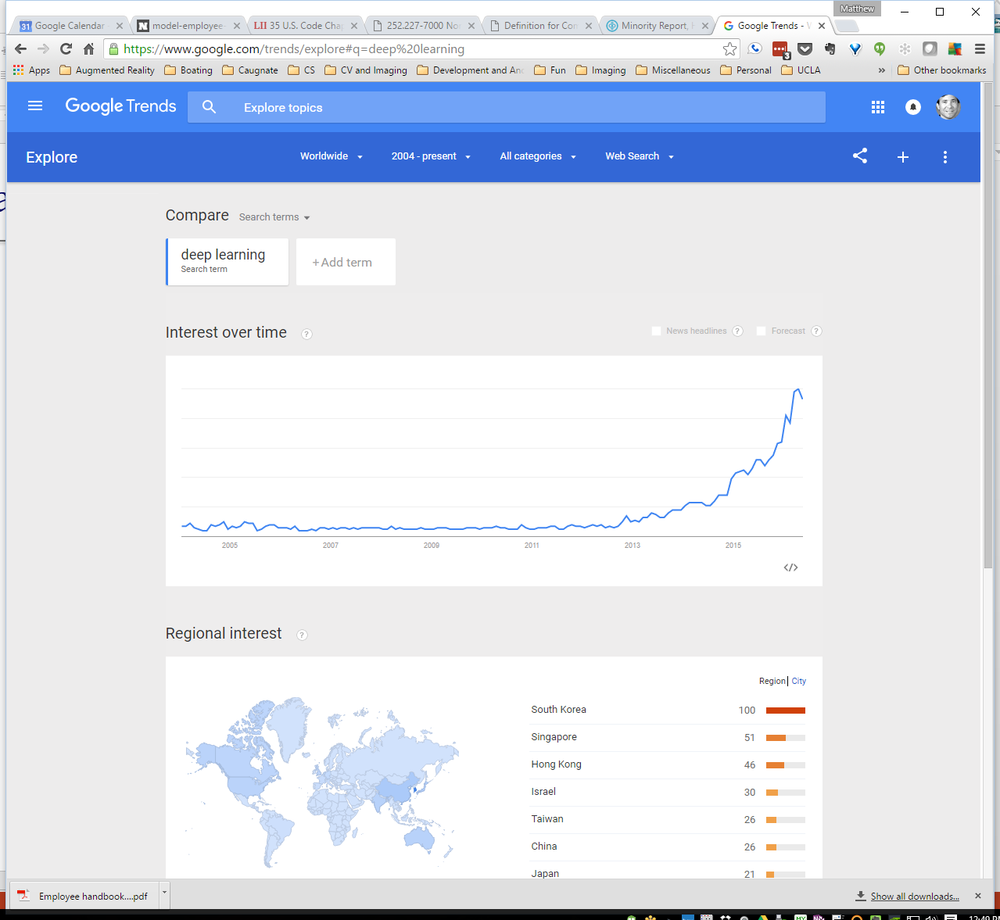 Matthew
31 Google Calendar
N model-employee-
LII 35 U.S. Code Cha
252.227-7000 No
Definition for Con
Minority Report,
G Google Trends -
https://www.google.com/trends/explore#q=deep%20learning
3
Apps
Augmented Reality
Boating
Caugnate
CS
CV and Imaging
Development and An
Fun
Imaging
Miscellaneous
Personal
UCLA
»
Other bookmarks
Google Trends
Explore topics
Explore
Worldwide
2004 - present
All categories
Web Search
Compare
Search terms
deep learning
Search term
+ Add term
Interest over time ?
News headlines ?
Forecast ?
2005
2007
2009
2011
2013
2015
</>
Regional interest ?
Region | City
South Korea 100
Singapore 51
Hong Kong 46
Israel 30
Taiwan 26
China 26
Japan 21
Employee handbook....pdf
Show all downloads...